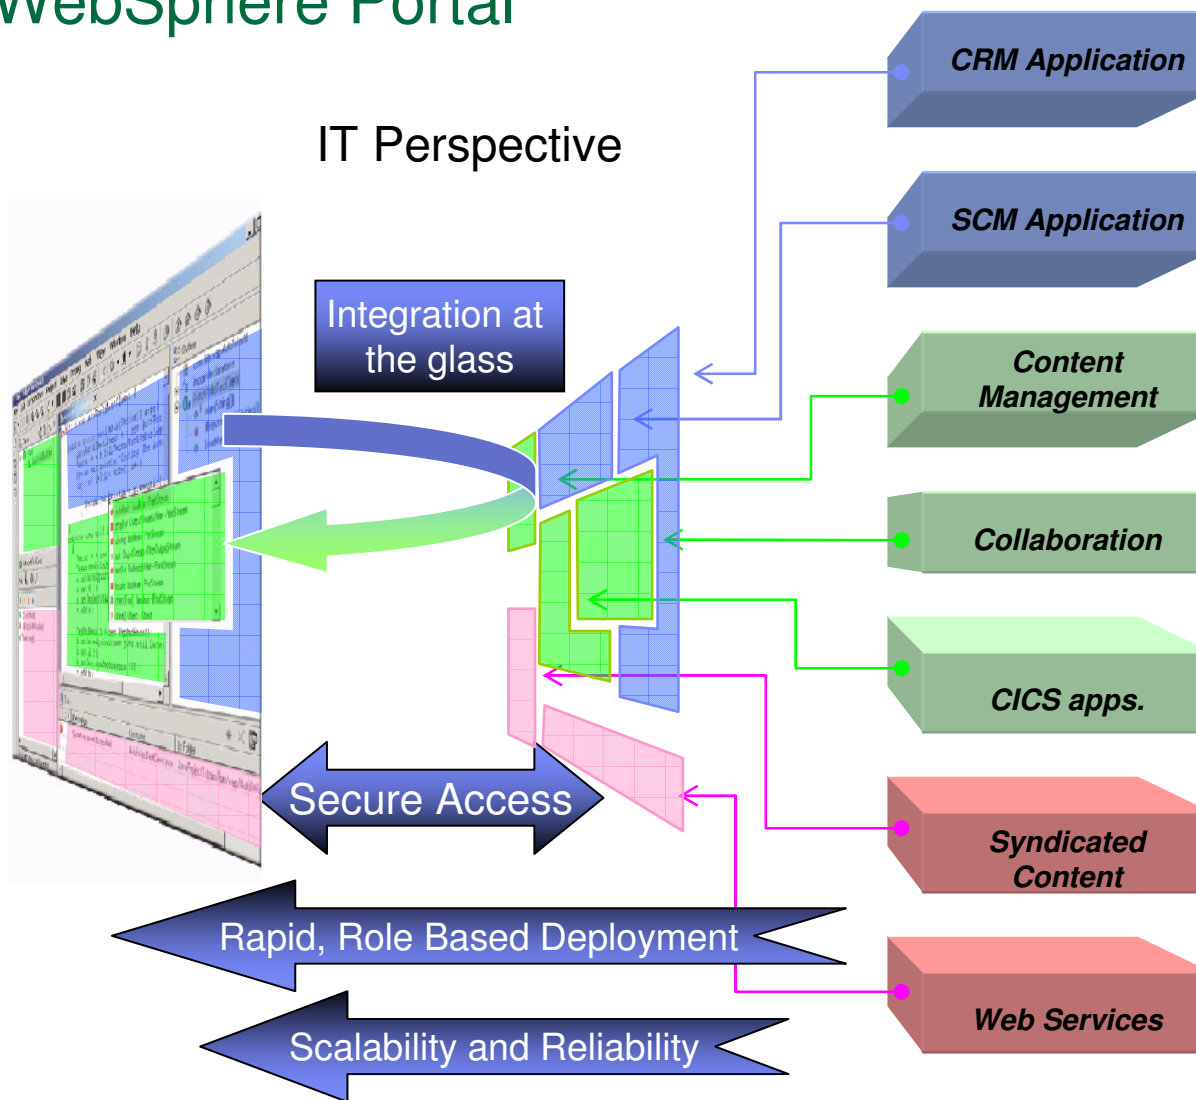 WebSphere Portal
IT Perspective
CRM Application
SCM Application
Integration at
the glass
Content
Management
Collaboration
CICS apps.
Secure Access
Syndicated
Content
Rapid, Role Based Deployment
Web Services
Scalability and Reliability